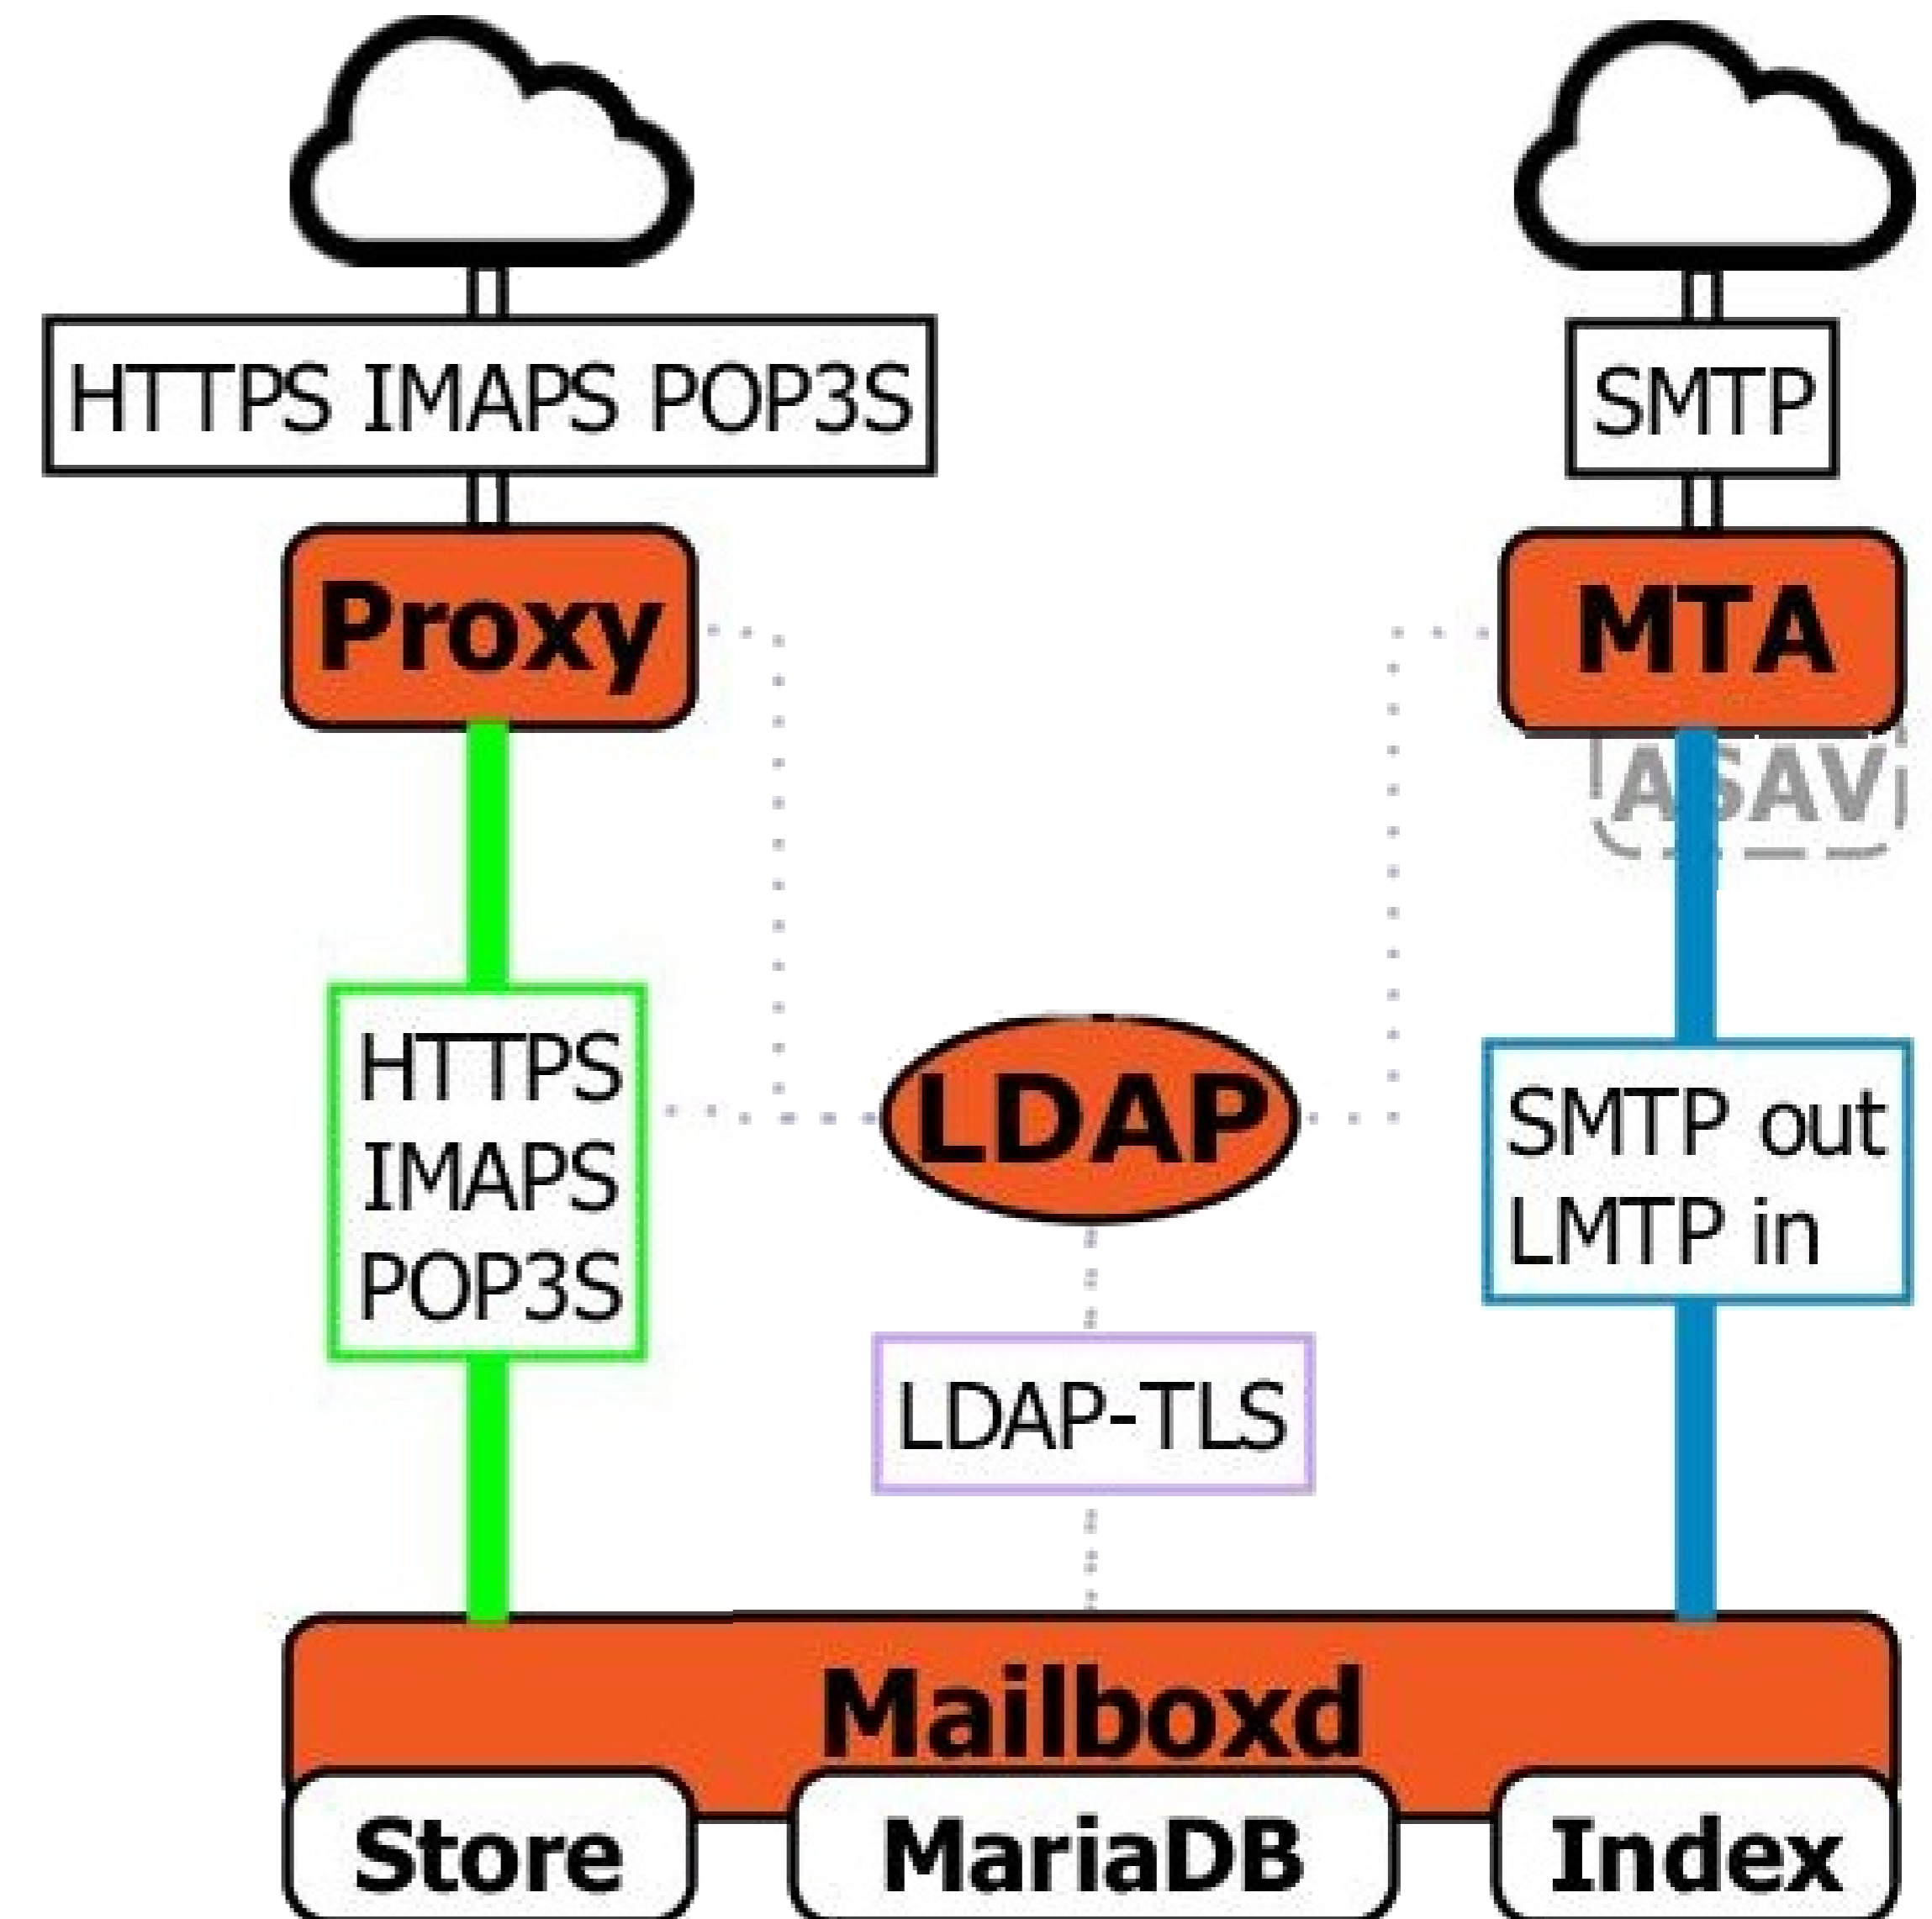 HTTPS IMAPS POP3S
SMTP
Proxy
MTA
ASAV
HTTPS
IMAPS
POP3S
LDAP
SMTP out
LMTP in
LDAP-TLS
Mailboxd
Store
MariaDB
Index